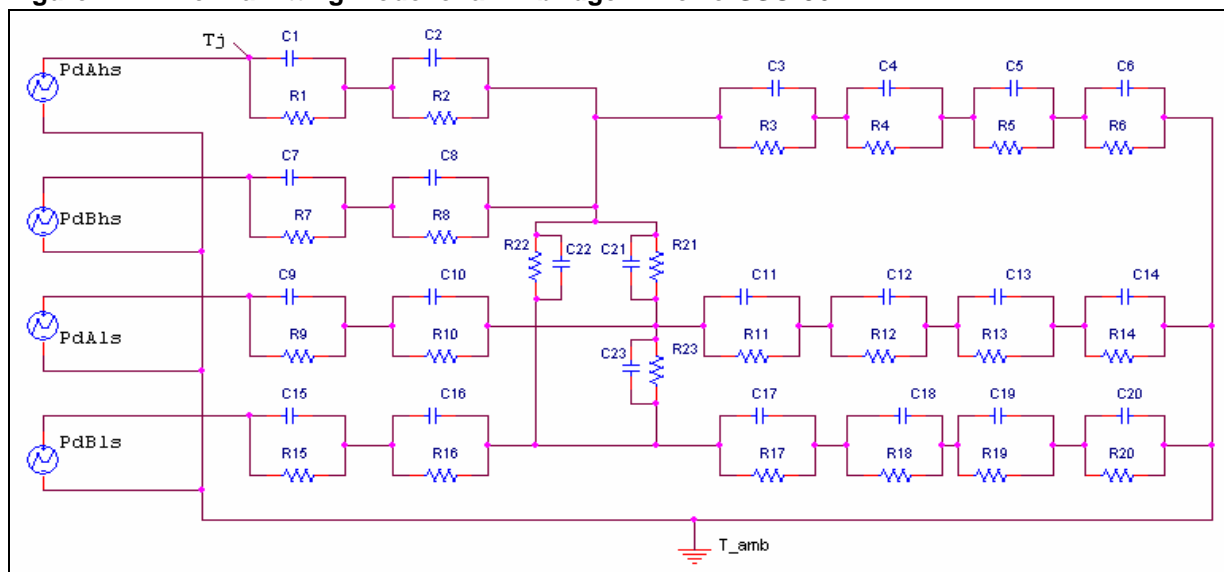 Tj
C1 C2
PdAhs
R1 R2
C3 C4 C5 C6
R3 R4 R5 R6
C7 C8
PdBhs
R7 R8
R22 C22 C21 R21
C9 C10 C11 C12 C13 C14
PdAls
R9 R10 R11 R12 R13 R14
C23 R23
C15 C16 C17 C18 C19 C20
PdBls
R15 R16 R17 R18 R19 R20
T_amb